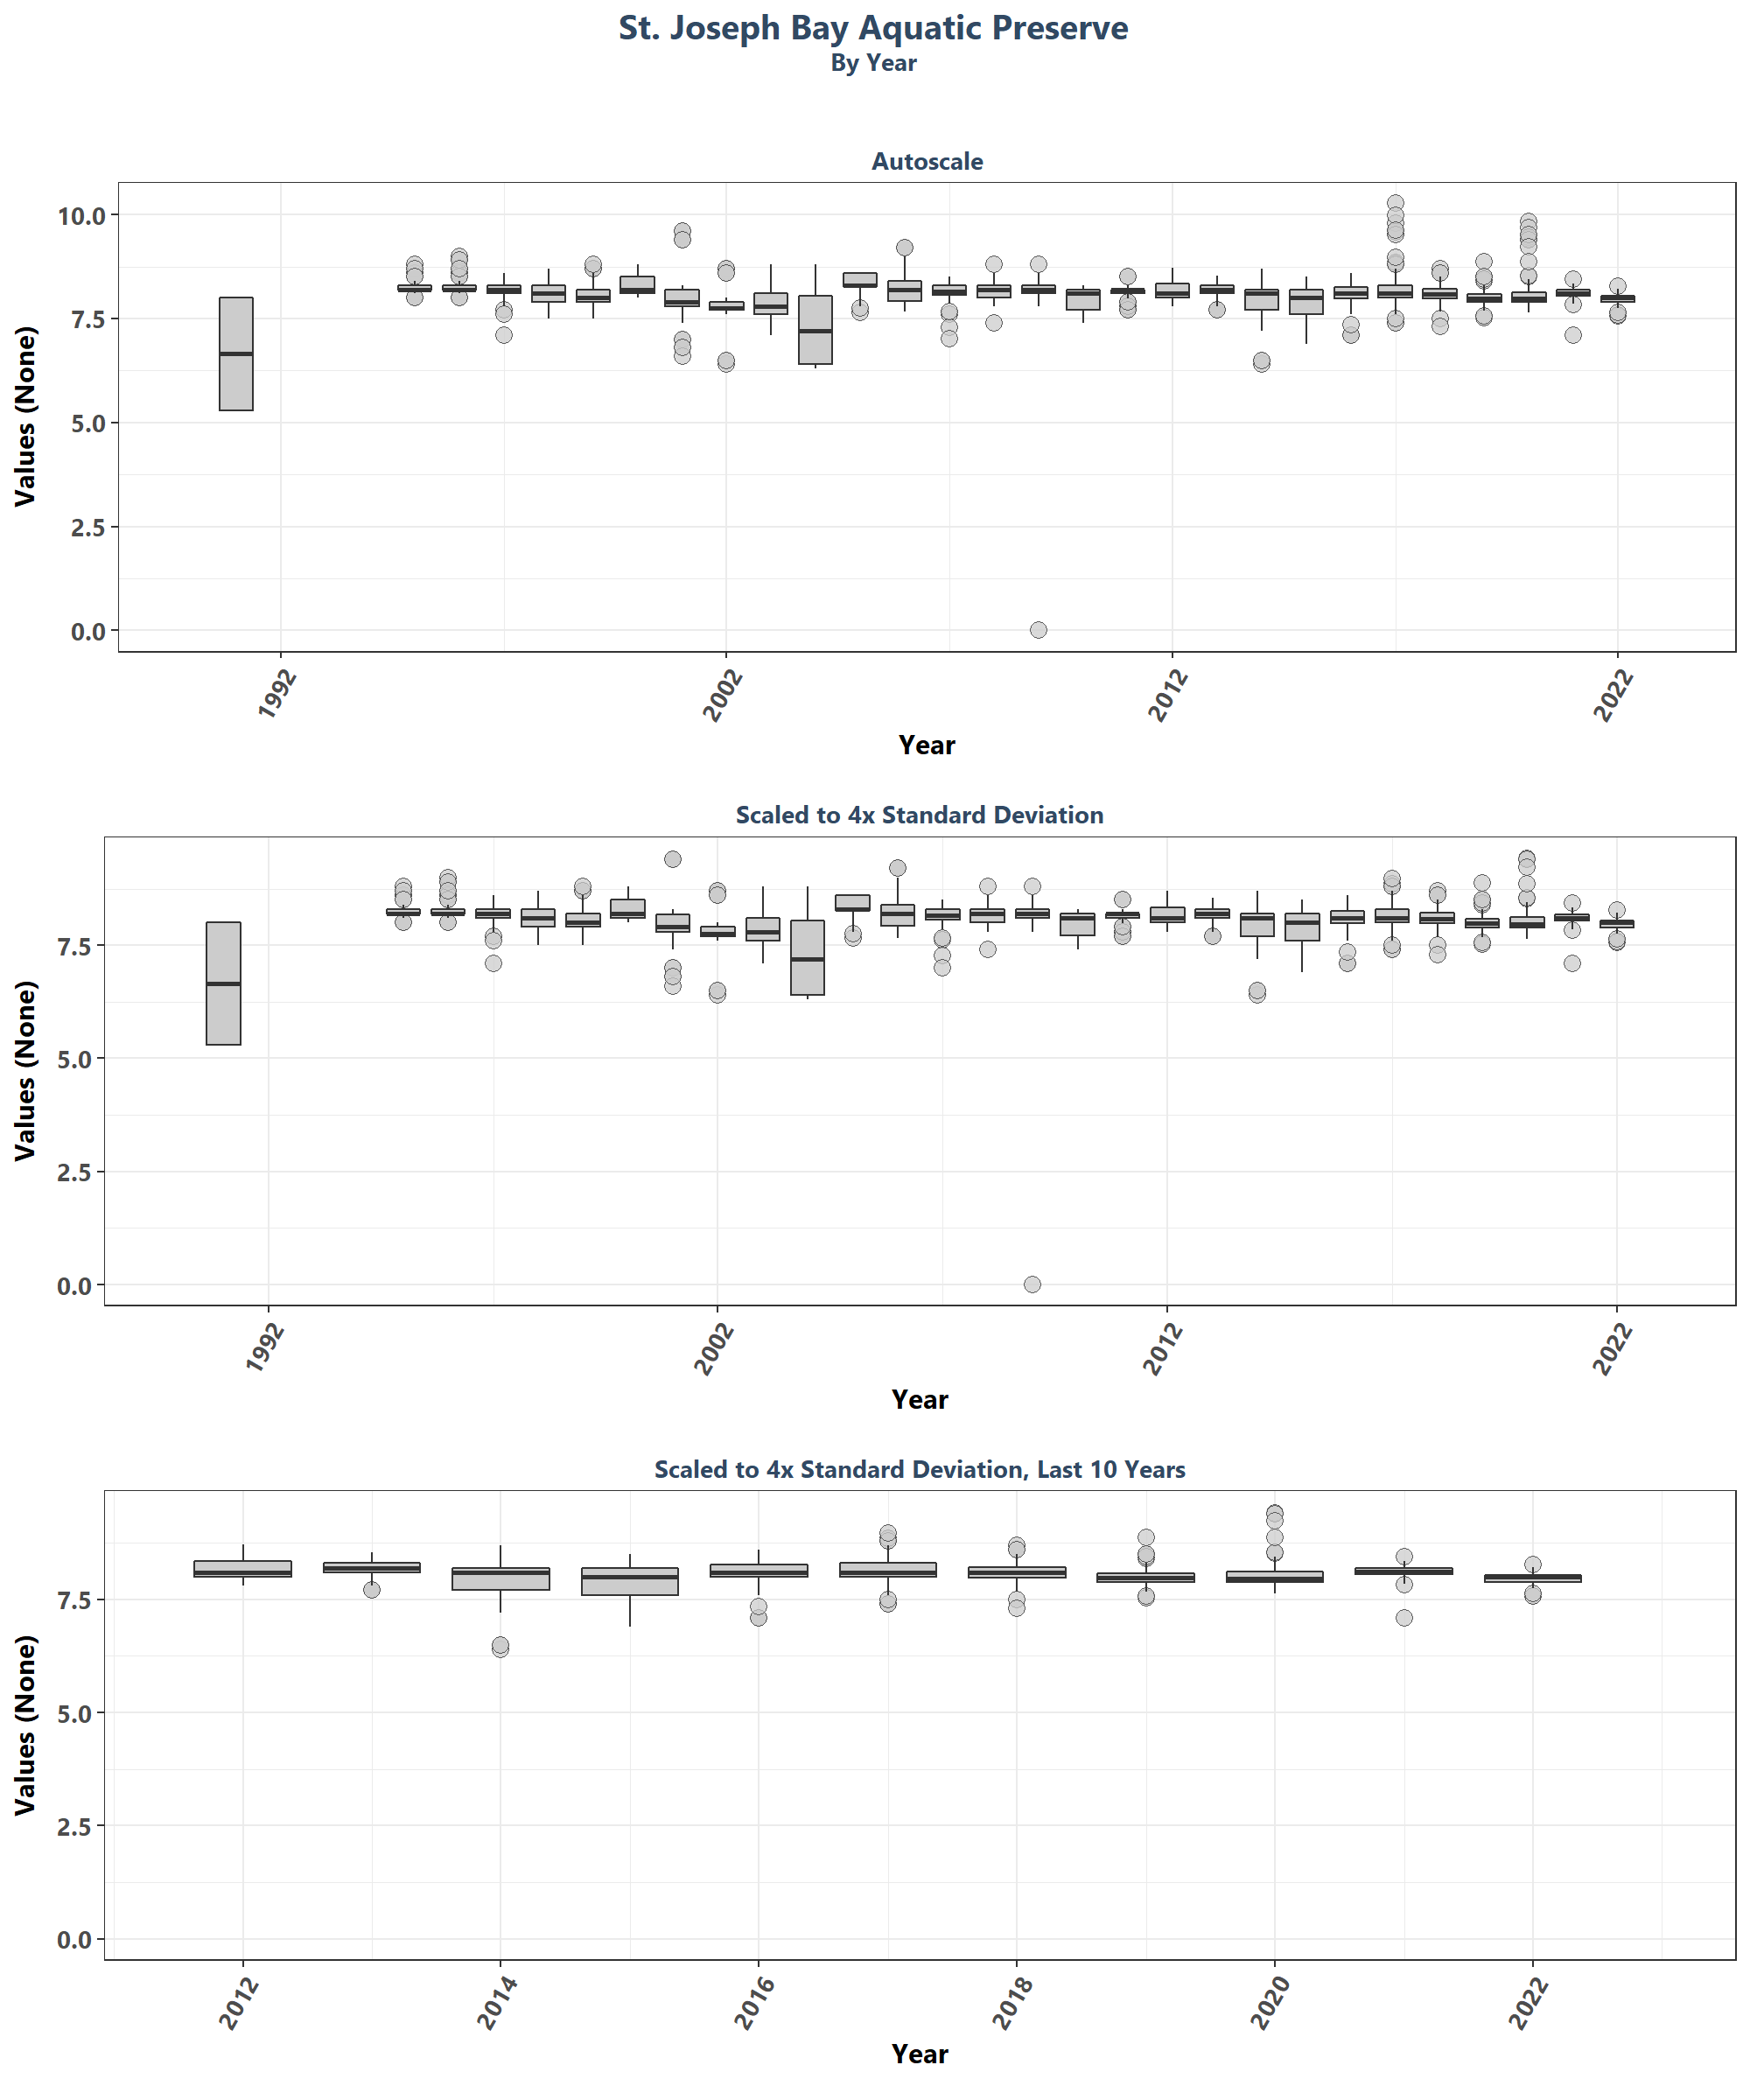 St. Joseph Bay Aquatic Preserve
By Year
Autoscale
10.0
7.5
5.0
2.5
0.0
Values (None)
1992
2002
2012
2022
Year
Scaled to 4x Standard Deviation
7.5
5.0
2.5
0.0
Values (None)
1992
2002
2012
2022
Year
Scaled to 4x Standard Deviation, Last 10 Years
7.5
5.0
2.5
0.0
Values (None)
2012
2014
2016
2018
2020
2022
Year